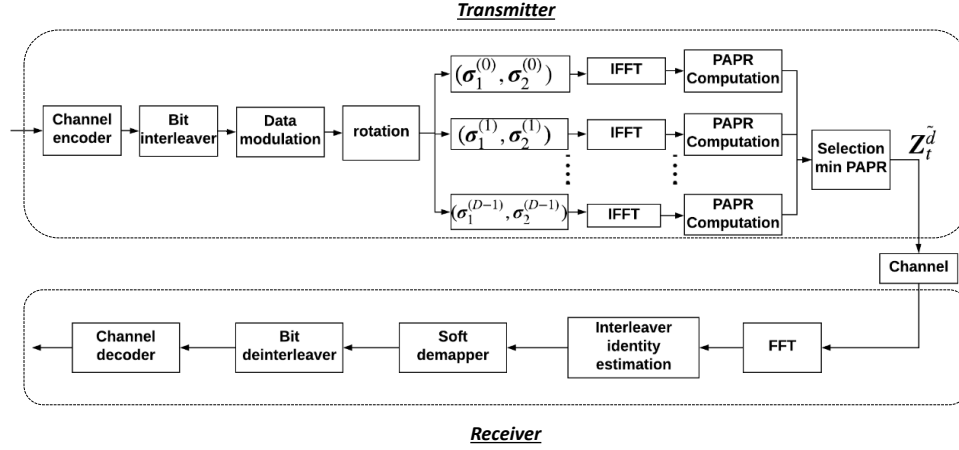 Transmitter
Channel
encoder
Bit
interleaver
Data
modulation
rotation
(σ₁⁽⁰⁾, σ₂⁽⁰⁾)
IFFT
PAPR
Computation
(σ₁⁽¹⁾, σ₂⁽¹⁾)
IFFT
PAPR
Computation
(σ₁⁽ᴰ⁻¹⁾, σ₂⁽ᴰ⁻¹⁾)
IFFT
PAPR
Computation
Selection
min PAPR
Z_t^{\tilde{d}}
Channel
Channel
decoder
Bit
deinterleaver
Soft
demapper
Interleaver
identity
estimation
FFT
Receiver